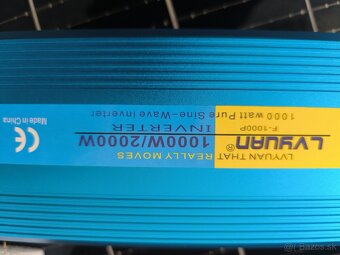 LVYUAN THAT REALLY MOVES
LVYUAN®
F-1000P
1000 watt Pure Sine-Wave Inverter
1000W/2000W
INVERTER
CE
Made in China
bazos.sk